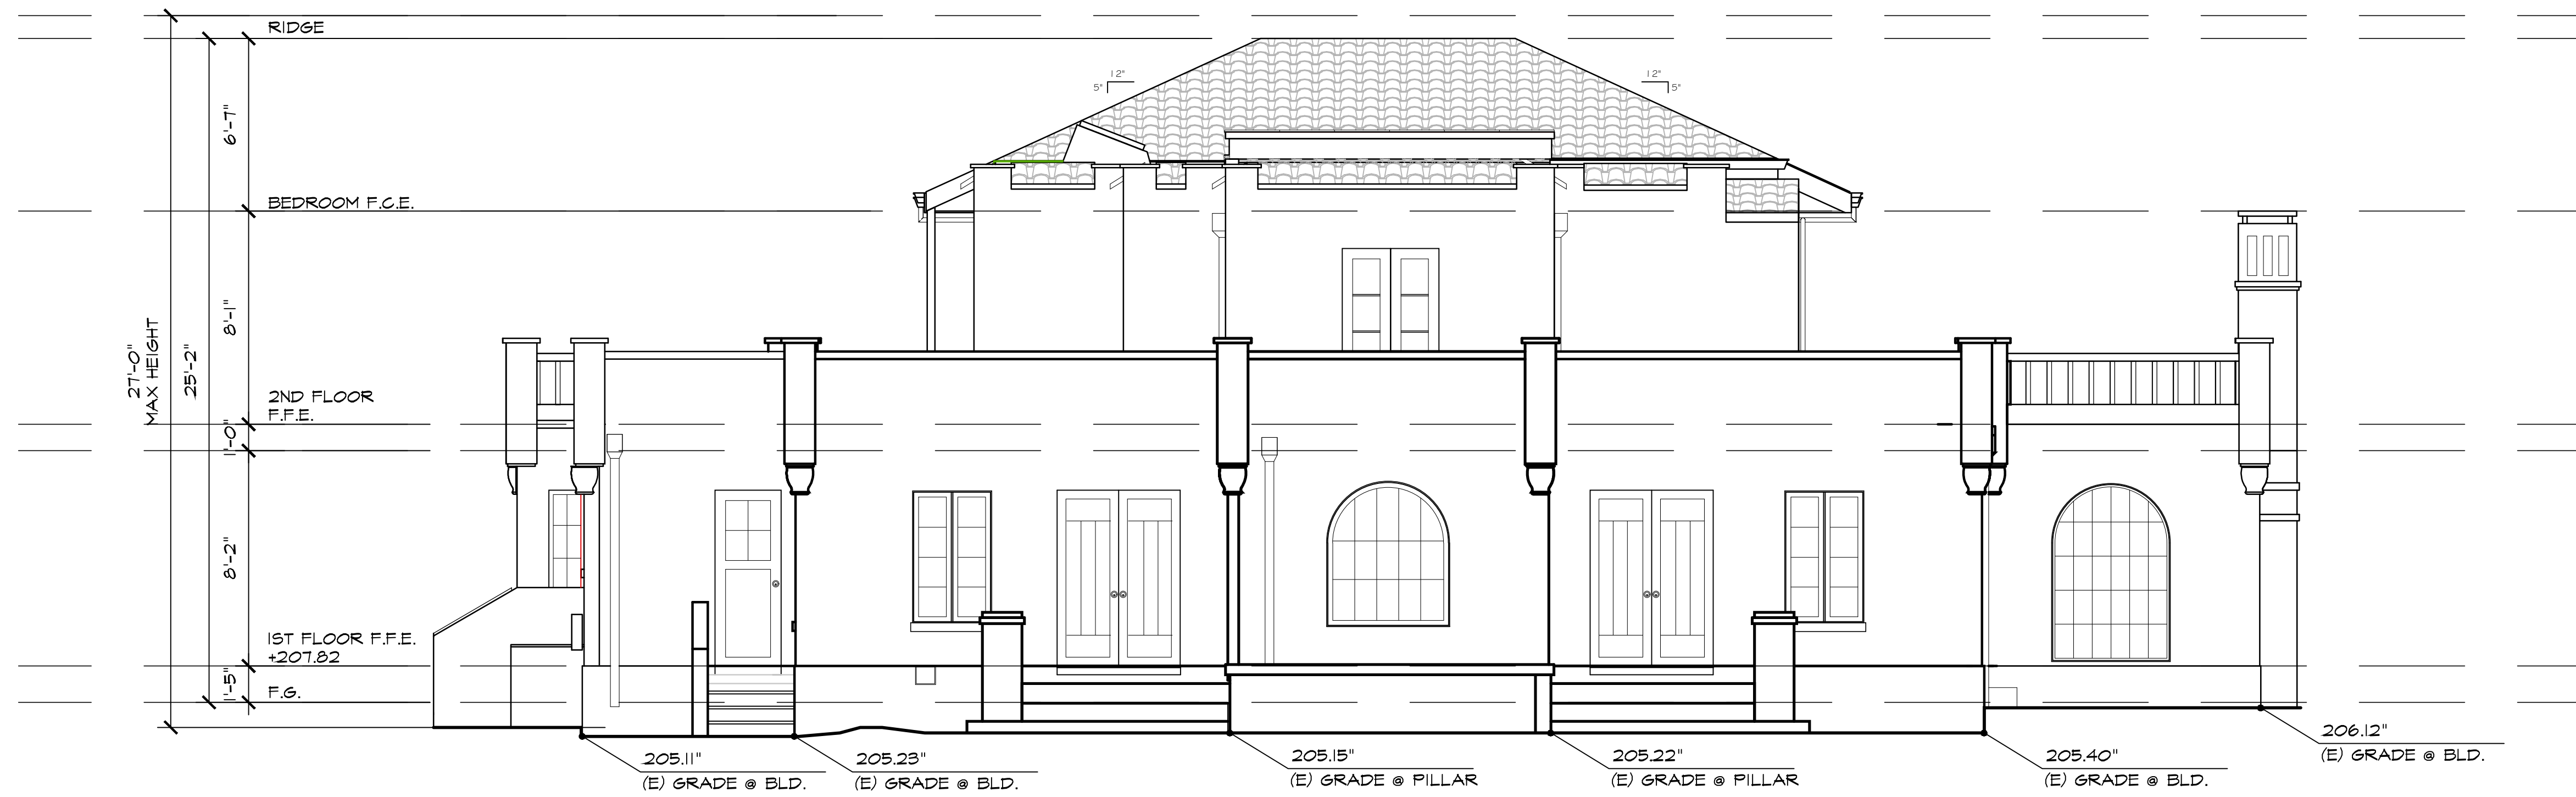 RIDGE
12"
5"
12"
5"
6'-7"
BEDROOM F.C.E.
8'-1"
27'-0"
MAX HEIGHT
25'-2"
2ND FLOOR
F.F.E.
1'-0"
8'-2"
1ST FLOOR F.F.E.
+207.82
1'-5"
F.G.
205.11"
(E) GRADE @ BLD.
205.23"
(E) GRADE @ BLD.
205.15"
(E) GRADE @ PILLAR
205.22"
(E) GRADE @ PILLAR
205.40"
(E) GRADE @ BLD.
206.12"
(E) GRADE @ BLD.